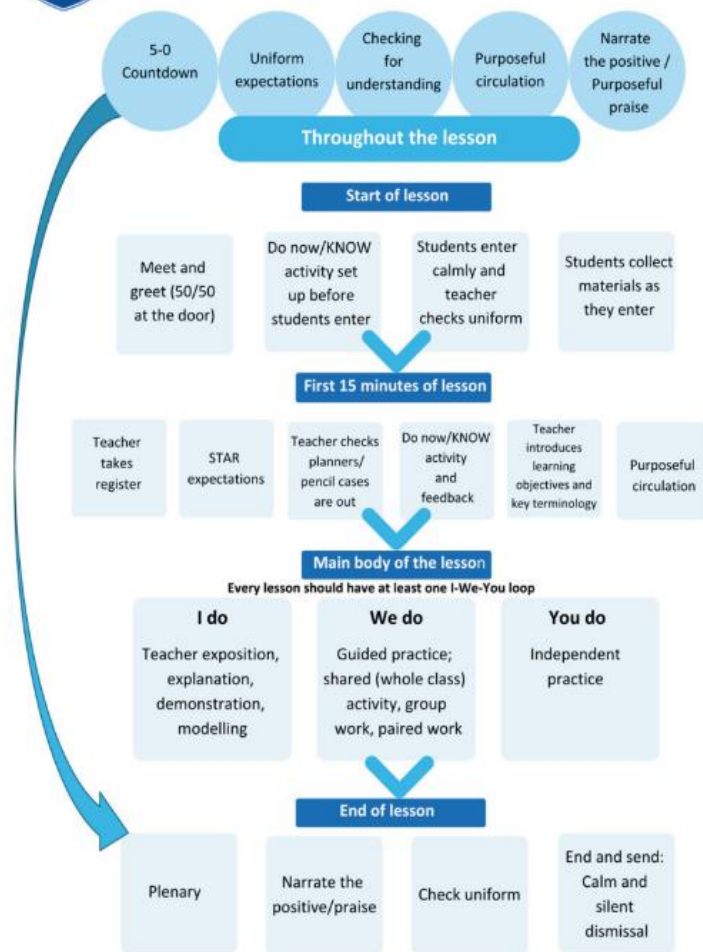 5-0
Countdown
Uniform
expectations
Checking
for
understanding
Purposeful
circulation
Narrate
the positive /
Purposeful
praise
Throughout the lesson
Start of lesson
Meet and
greet (50/50
at the door)
Do now/KNOW
activity set
up before
students enter
Students enter
calmly and
teacher
checks uniform
Students collect
materials as
they enter
First 15 minutes of lesson
Teacher
takes
register
STAR
expectations
Teacher checks
planners/
pencil cases
are out
Do now/KNOW
activity
and
feedback
Teacher
introduces
learning
objectives and
key terminology
Purposeful
circulation
Main body of the lesson
Every lesson should have at least one I-We-You loop
I do
Teacher exposition,
explanation,
demonstration,
modelling
We do
Guided practice;
shared (whole class)
activity, group
work, paired work
You do
Independent
practice
End of lesson
Plenary
Narrate the
positive/praise
Check uniform
End and send:
Calm and
silent
dismissal